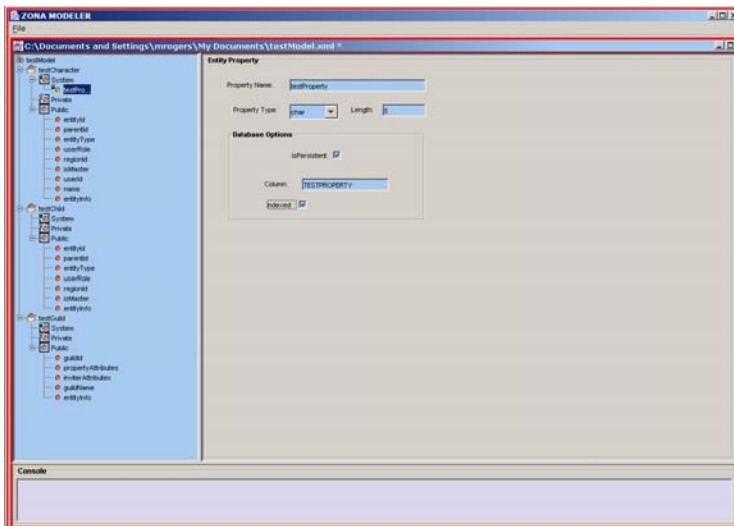 ZONA MODELER
File
C:\Documents and Settings\mrogers\My Documents\testModel.xml *
testModel
testCharacter
System
testPro...
Private
Public
entityId
parentId
entityType
userRole
regionId
isMaster
userId
name
entityInfo
testChild
System
Private
Public
entityId
parentId
entityType
userRole
regionId
isMaster
entityInfo
testGuild
System
Private
Public
guildId
propertyAttributes
inviterAttributes
guildName
entityInfo
Entity Property
Property Name: testProperty
Property Type: char Length:
Database Options
isPersistent
Column: TESTPROPERTY
indexed:
Console